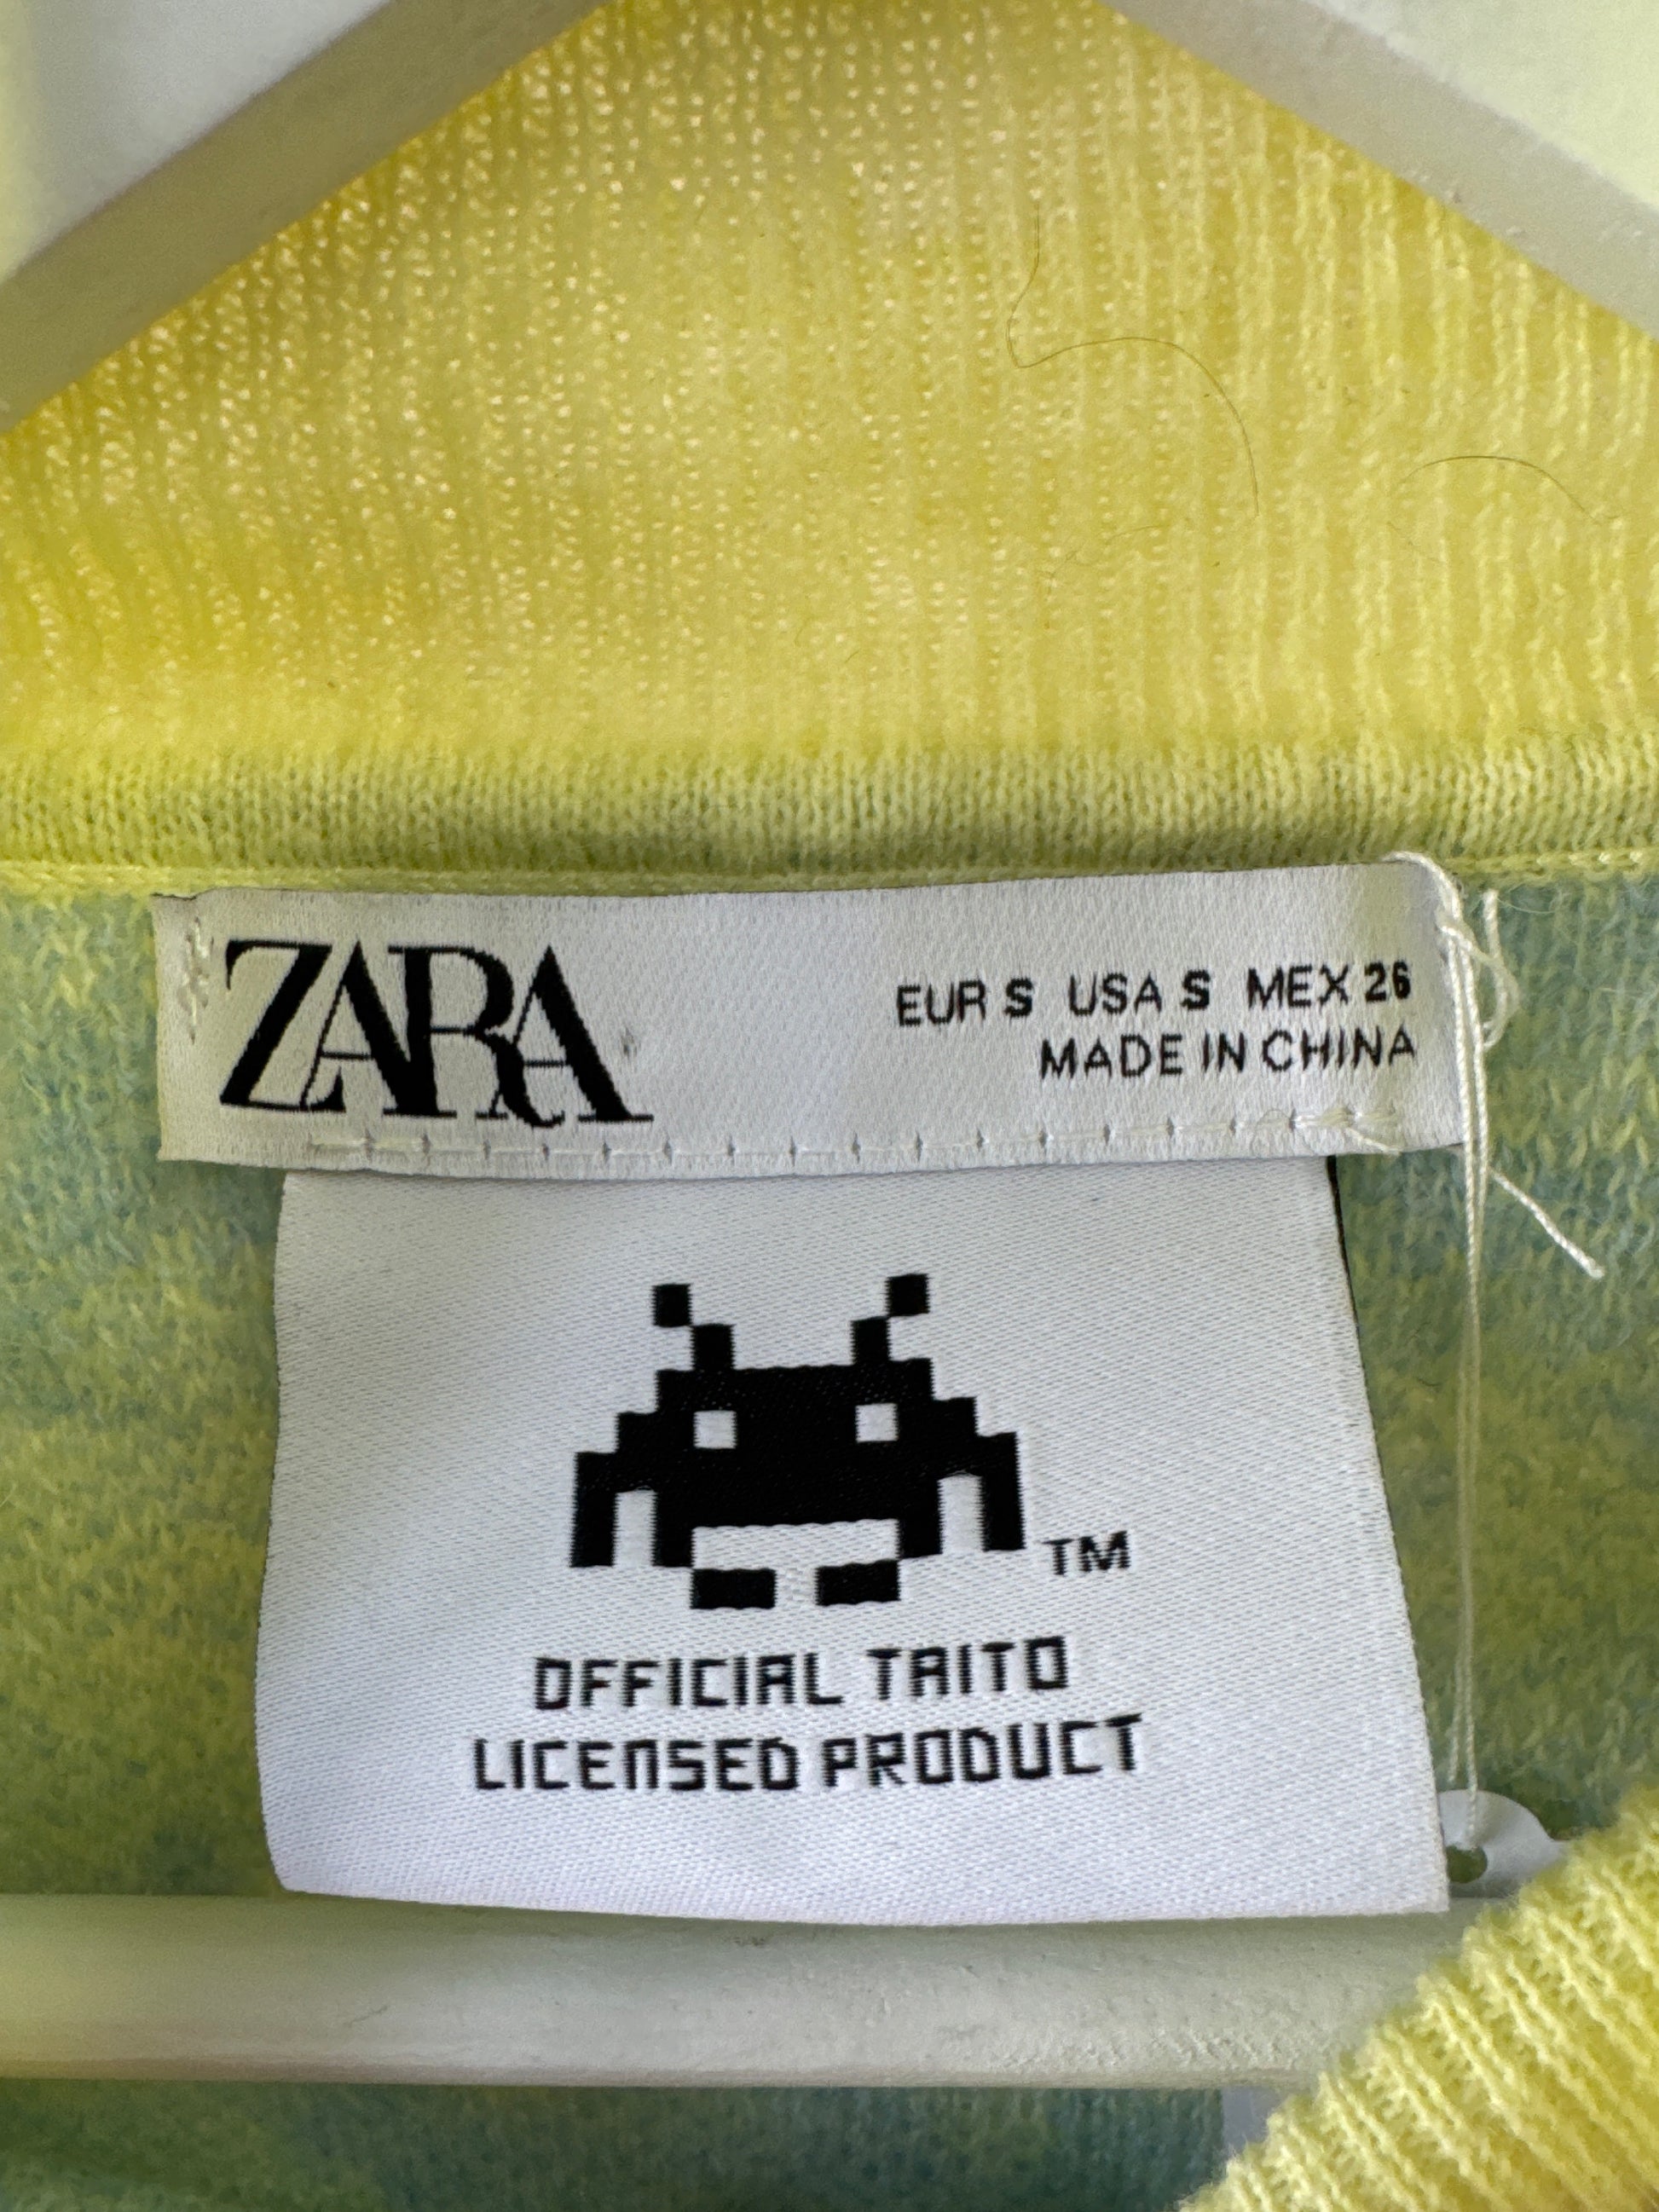 ZARA
EUR S USA S MEX 26
MADE IN CHINA
TM
OFFICIAL TAITO
LICENSED PRODUCT